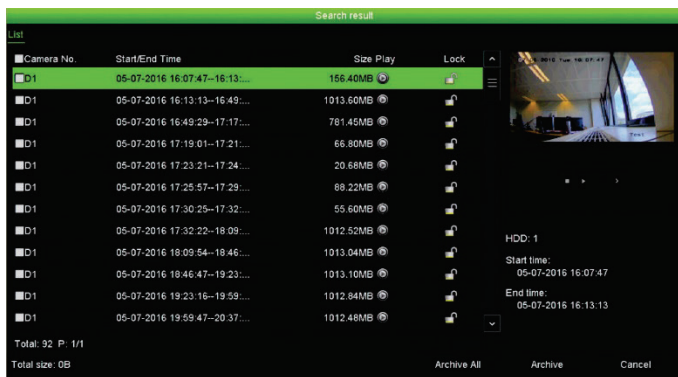 Search result
List
Camera No. Start/End Time Size Play Lock
D1 05-07-2016 16:07:47--16:13:... 156.40MB
D1 05-07-2016 16:13:13--16:49:... 1013.60MB
D1 05-07-2016 16:49:29--17:17:... 781.45MB
D1 05-07-2016 17:19:01--17:21:... 66.80MB
D1 05-07-2016 17:23:21--17:24:... 20.68MB
D1 05-07-2016 17:25:57--17:29:... 88.22MB
D1 05-07-2016 17:30:25--17:32:... 55.60MB
D1 05-07-2016 17:32:22--18:09:... 1012.52MB
D1 05-07-2016 18:09:54--18:46:... 1013.04MB
D1 05-07-2016 18:46:47--19:23:... 1013.10MB
D1 05-07-2016 19:23:16--19:59:... 1012.84MB
D1 05-07-2016 19:59:47--20:37:... 1012.48MB
2016 Tue 16:07:47
HDD: 1
Start time:
05-07-2016 16:07:47
End time:
05-07-2016 16:13:13
Total: 92 P: 1/1
Total size: 0B
Archive All Archive Cancel